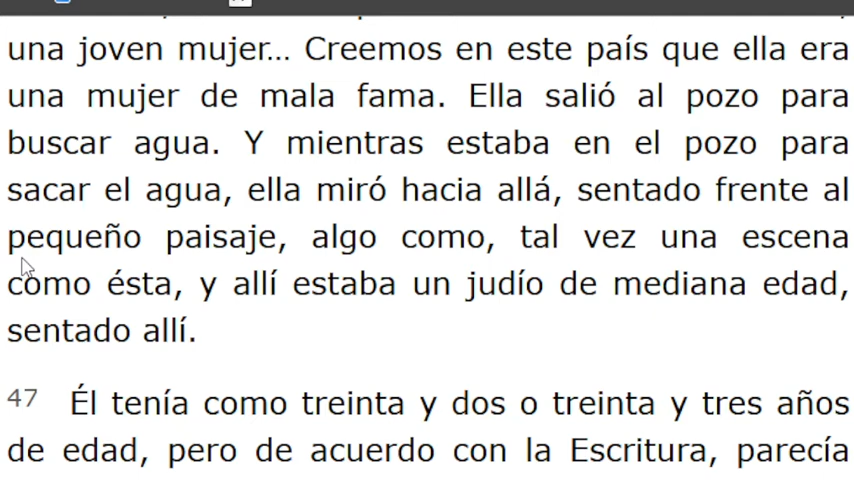 una joven mujer... Creemos en este país que ella era
una mujer de mala fama. Ella salió al pozo para
buscar agua. Y mientras estaba en el pozo para
sacar el agua, ella miró hacia allá, sentado frente al
pequeño paisaje, algo como, tal vez una escena
como ésta, y allí estaba un judío de mediana edad,
sentado allí.
47 Él tenía como treinta y dos o treinta y tres años
de edad, pero de acuerdo con la Escritura, parecía